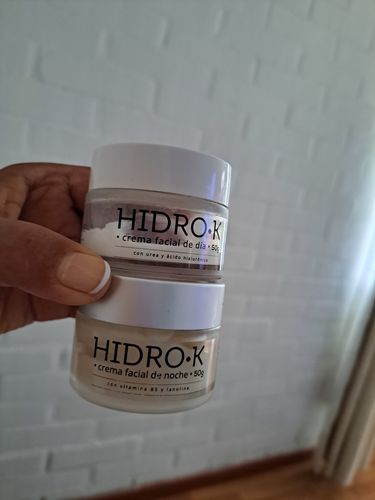 HIDRO•K
• crema facial de día • 50g
con urea y ácido hialurónico
HIDRO•K
• crema facial de noche • 50g
con vitamina B5 y lanolina